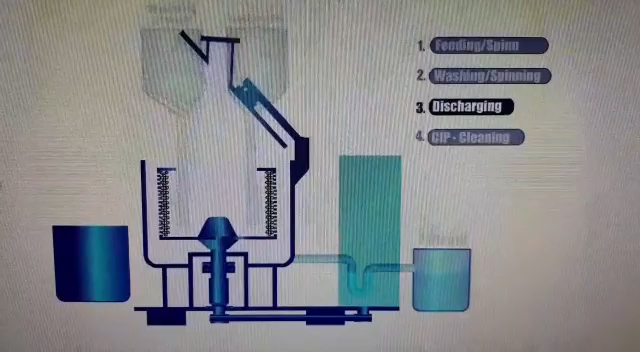 1. Feeding/Spinn
2. Washing/Spinning
3. Discharging
4. CIP - Cleaning